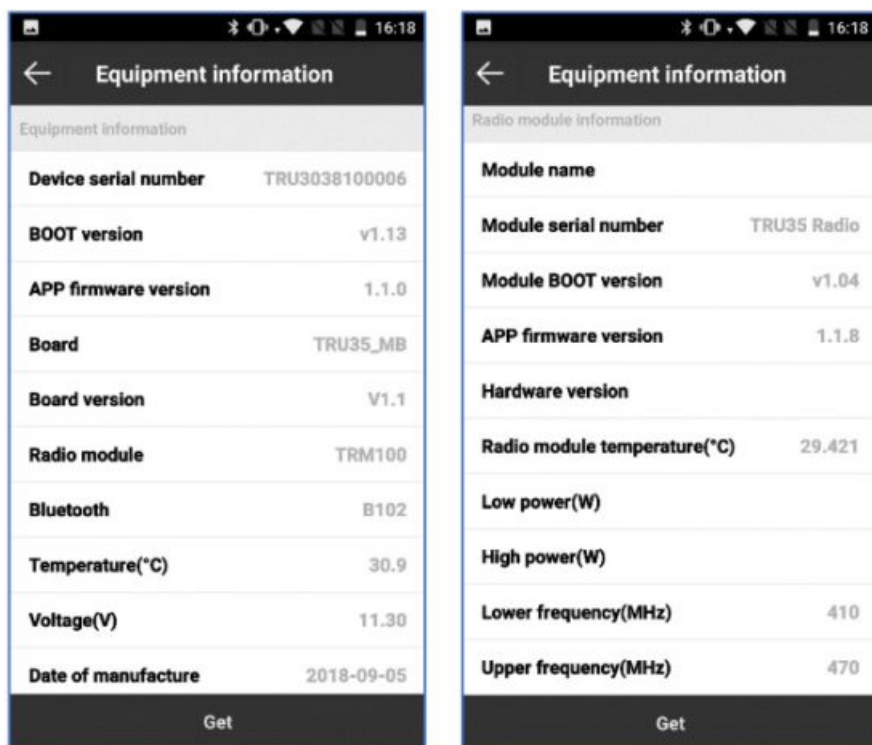 16:18
Equipment information
Equipment information
Device serial number TRU3038100006
BOOT version v1.13
APP firmware version 1.1.0
Board TRU35_MB
Board version V1.1
Radio module TRM100
Bluetooth B102
Temperature(°C) 30.9
Voltage(V) 11.30
Date of manufacture 2018-09-05
Get
16:18
Equipment information
Radio module information
Module name
Module serial number TRU35 Radio
Module BOOT version v1.04
APP firmware version 1.1.8
Hardware version
Radio module temperature(°C) 29.421
Low power(W)
High power(W)
Lower frequency(MHz) 410
Upper frequency(MHz) 470
Get